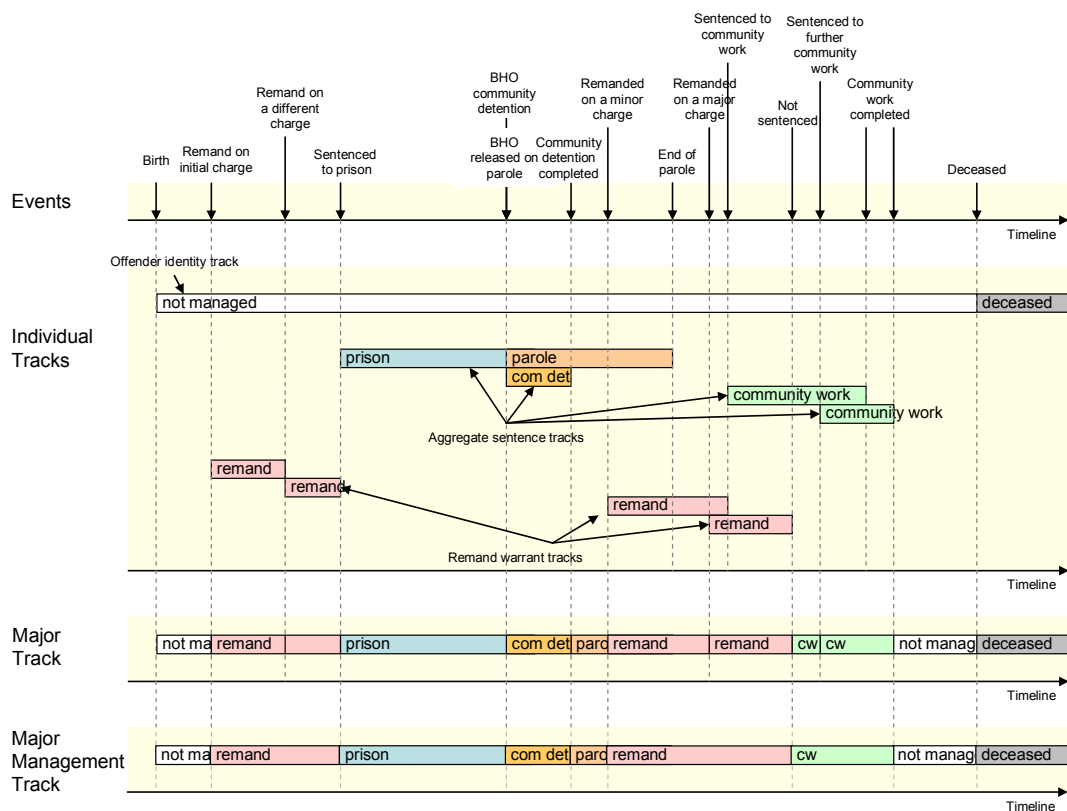 Sentenced to
community
work
Sentenced to
further
community
work
BHO
community
detention
Remanded
on a minor
charge
Remanded
on a major
charge
Community
work
completed
Remand on
a different
charge
Not
sentenced
BHO
released on
parole
Community
detention
completed
Birth
Remand on
initial charge
Sentenced
to prison
End of
parole
Deceased
Events
Timeline
Offender identity track
not managed
deceased
Individual
Tracks
prison
parole
com det
community work
community work
Aggregate sentence tracks
remand
remand
remand
remand
Remand warrant tracks
Timeline
Major
Track
not ma
remand
prison
com det
paro
remand
remand
cw
cw
not manag
deceased
Timeline
Major
Management
Track
not ma
remand
prison
com det
paro
remand
cw
not manag
deceased
Timeline